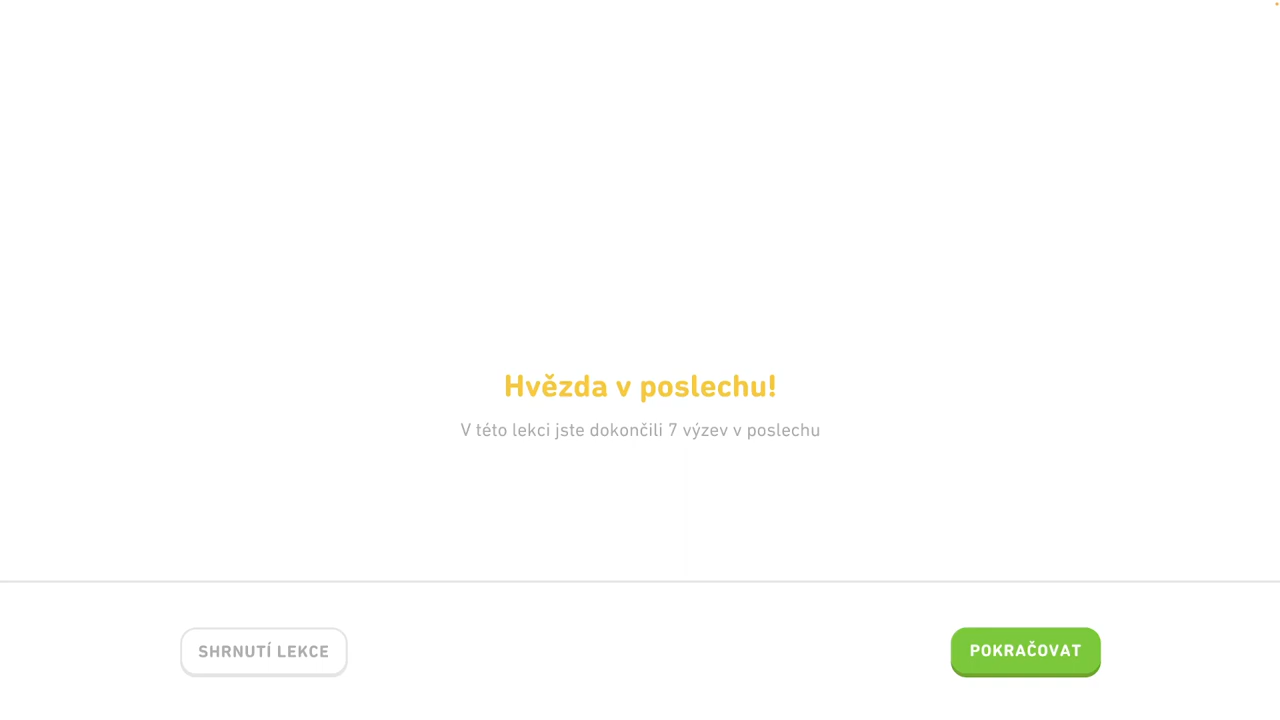 Hvězda v poslechu!
V této lekci jste dokončili 7 výzev v poslechu
SHRNUTÍ LEKCE
POKRAČOVAT